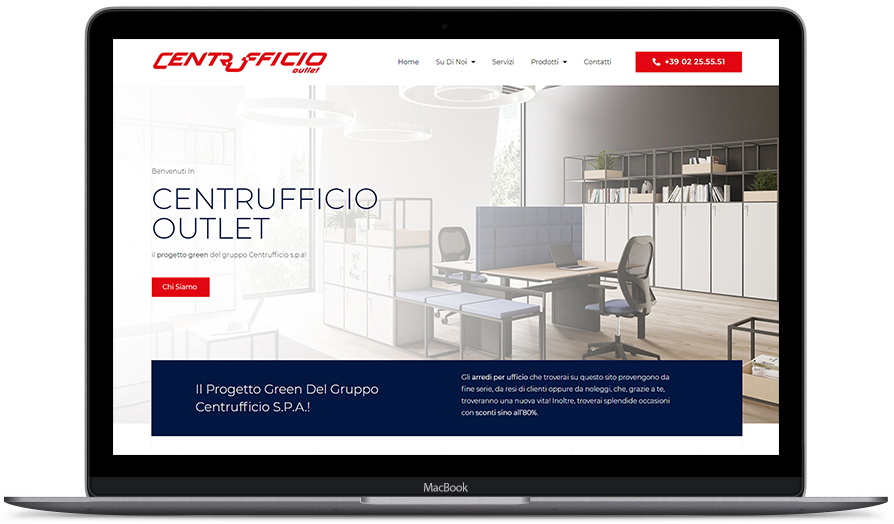 CENTRUFFICIO
outlet
Home Su Di Noi Servizi Prodotti Contatti +39 02 25.55.51
Benvenuti In
CENTRUFFICIO
OUTLET
il progetto green del gruppo Centrufficio s.p.a!
Chi Siamo
Il Progetto Green Del Gruppo
Centrufficio S.P.A.!
Gli arredi per ufficio che troverai su questo sito provengono da
fine serie, da resi di clienti oppure da noleggi, che, grazie a te,
troveranno una nuova vita! Inoltre, troverai splendide occasioni
con sconti sino all'80%.
MacBook